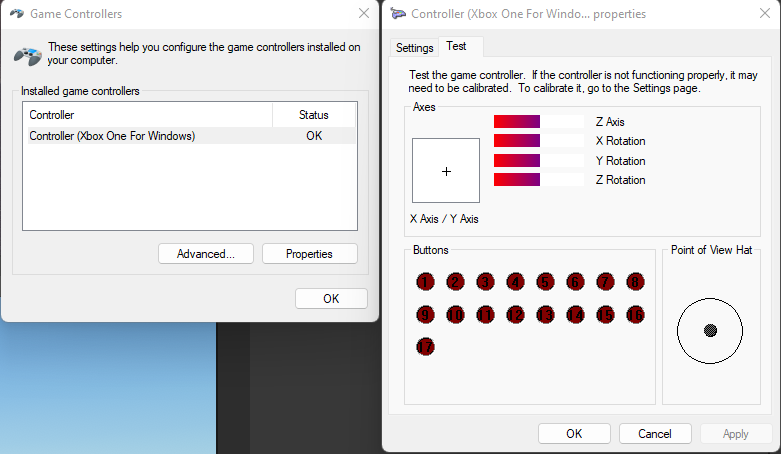 Game Controllers
These settings help you configure the game controllers installed on
your computer.
Installed game controllers
Controller Status
Controller (Xbox One For Windows) OK
Advanced... Properties
OK
Controller (Xbox One For Windo... properties
Settings Test
Test the game controller. If the controller is not functioning properly, it may
need to be calibrated. To calibrate it, go to the Settings page.
Axes
Z Axis
X Rotation
Y Rotation
Z Rotation
X Axis / Y Axis
Buttons
1 2 3 4 5 6 7 8
9 10 11 12 13 14 15 16
17
Point of View Hat
OK Cancel Apply